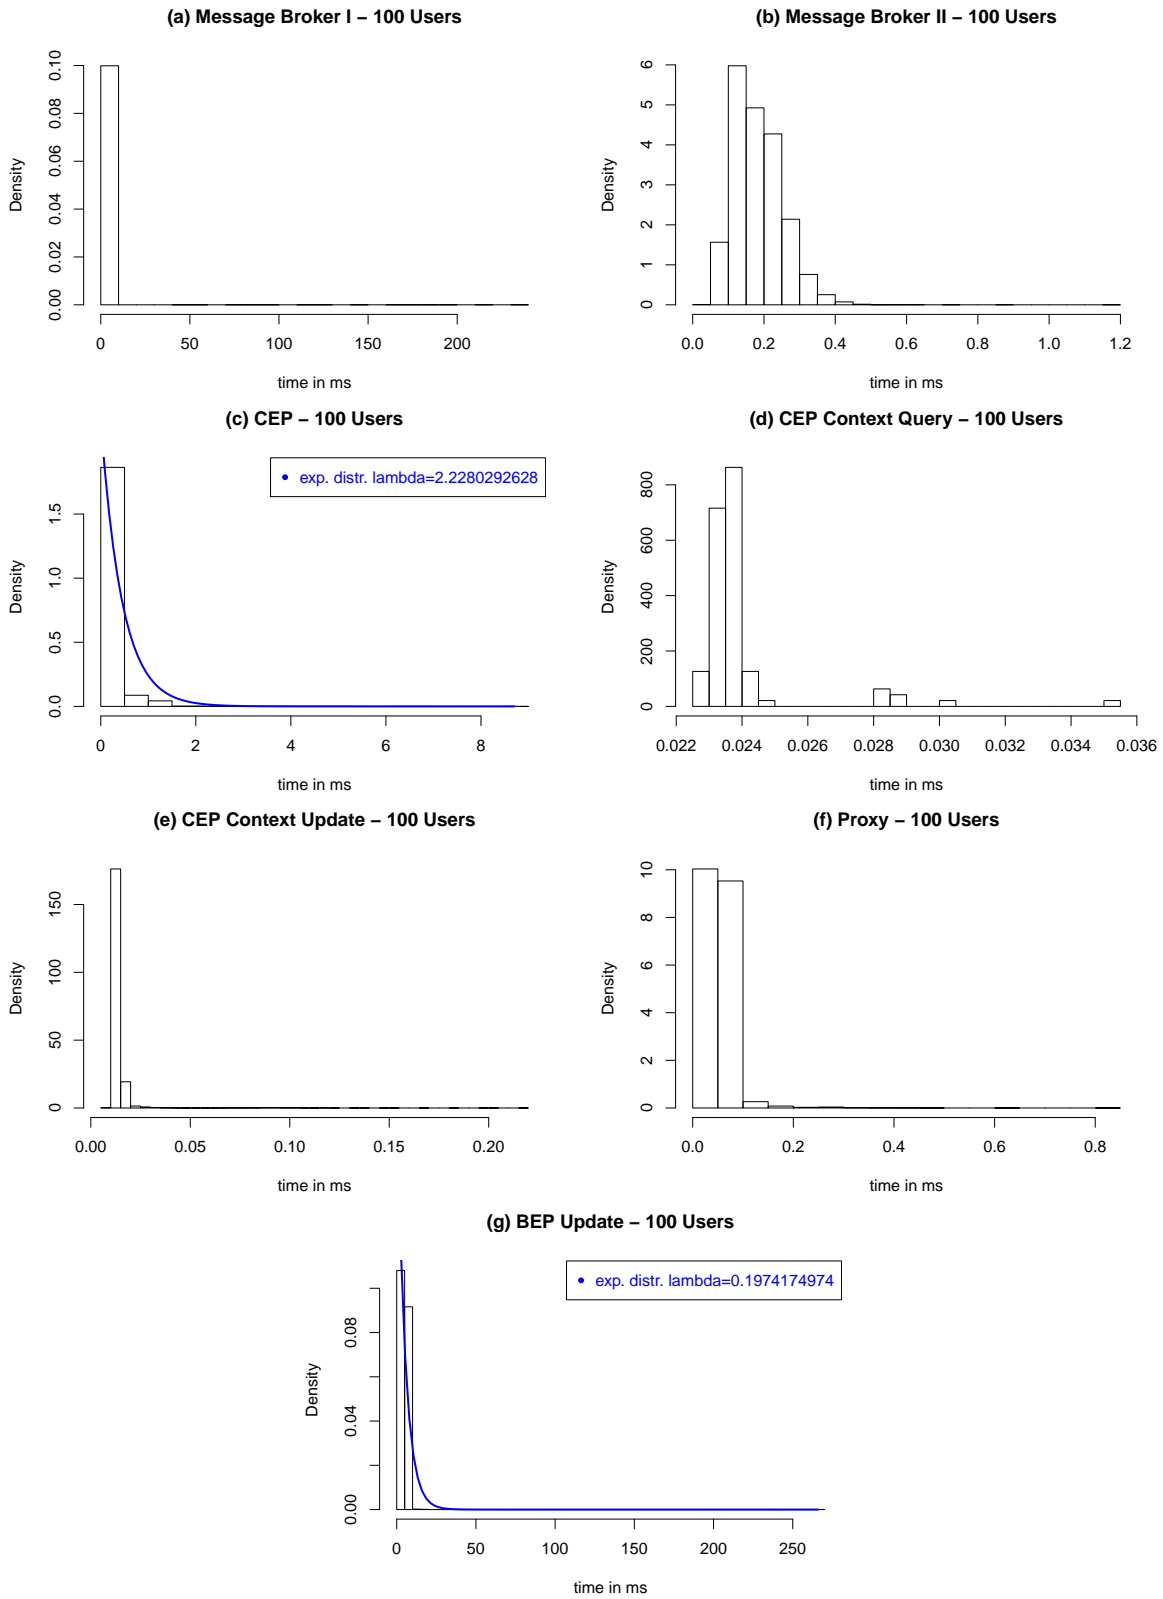 (a) Message Broker I − 100 Users
Density
0.00 0.02 0.04 0.06 0.08 0.10
0 50 100 150 200
time in ms
(b) Message Broker II − 100 Users
Density
0 1 2 3 4 5 6
0.0 0.2 0.4 0.6 0.8 1.0 1.2
time in ms
(c) CEP − 100 Users
exp. distr. lambda=2.2280292628
Density
0.0 0.5 1.0 1.5
0 2 4 6 8
time in ms
(d) CEP Context Query − 100 Users
Density
0 200 400 600 800
0.022 0.024 0.026 0.028 0.030 0.032 0.034 0.036
time in ms
(e) CEP Context Update − 100 Users
Density
0 50 100 150
0.00 0.05 0.10 0.15 0.20
time in ms
(f) Proxy − 100 Users
Density
0 2 4 6 8 10
0.0 0.2 0.4 0.6 0.8
time in ms
(g) BEP Update − 100 Users
exp. distr. lambda=0.1974174974
Density
0.00 0.04 0.08
0 50 100 150 200 250
time in ms